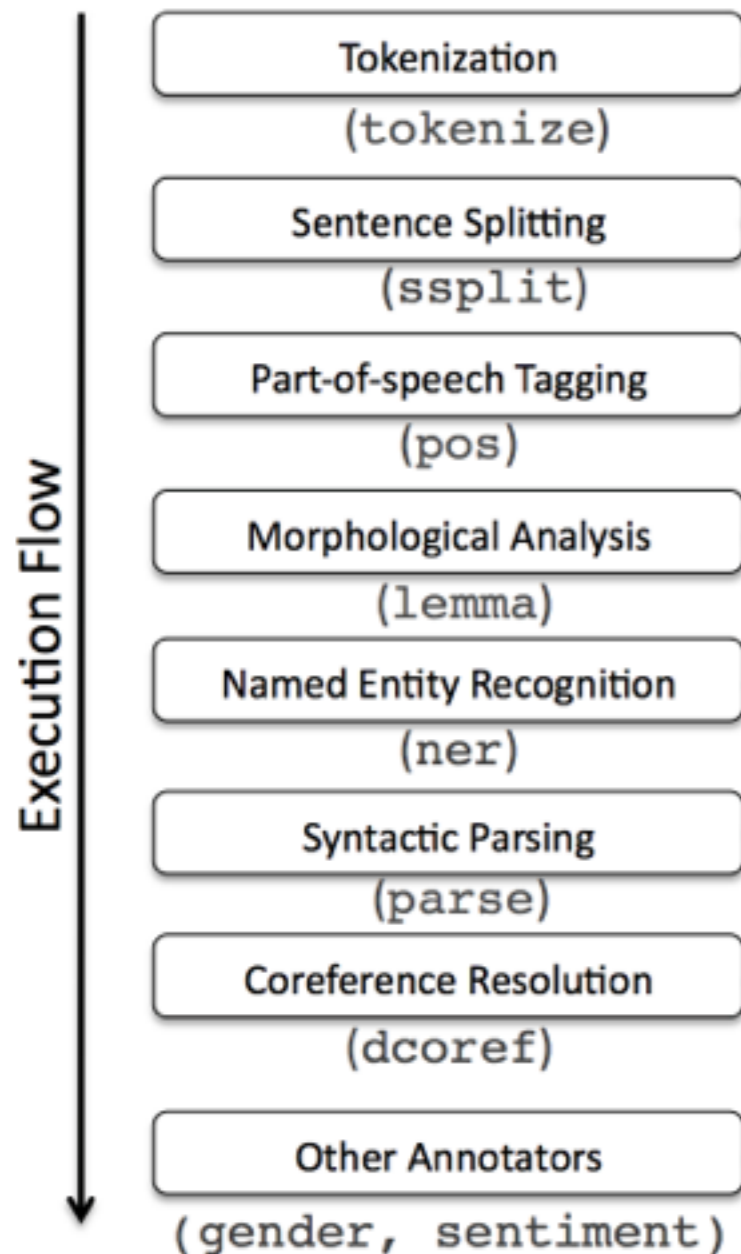 Execution Flow
Tokenization
(tokenize)
Sentence Splitting
(ssplit)
Part-of-speech Tagging
(pos)
Morphological Analysis
(lemma)
Named Entity Recognition
(ner)
Syntactic Parsing
(parse)
Coreference Resolution
(dcoref)
Other Annotators
(gender, sentiment)